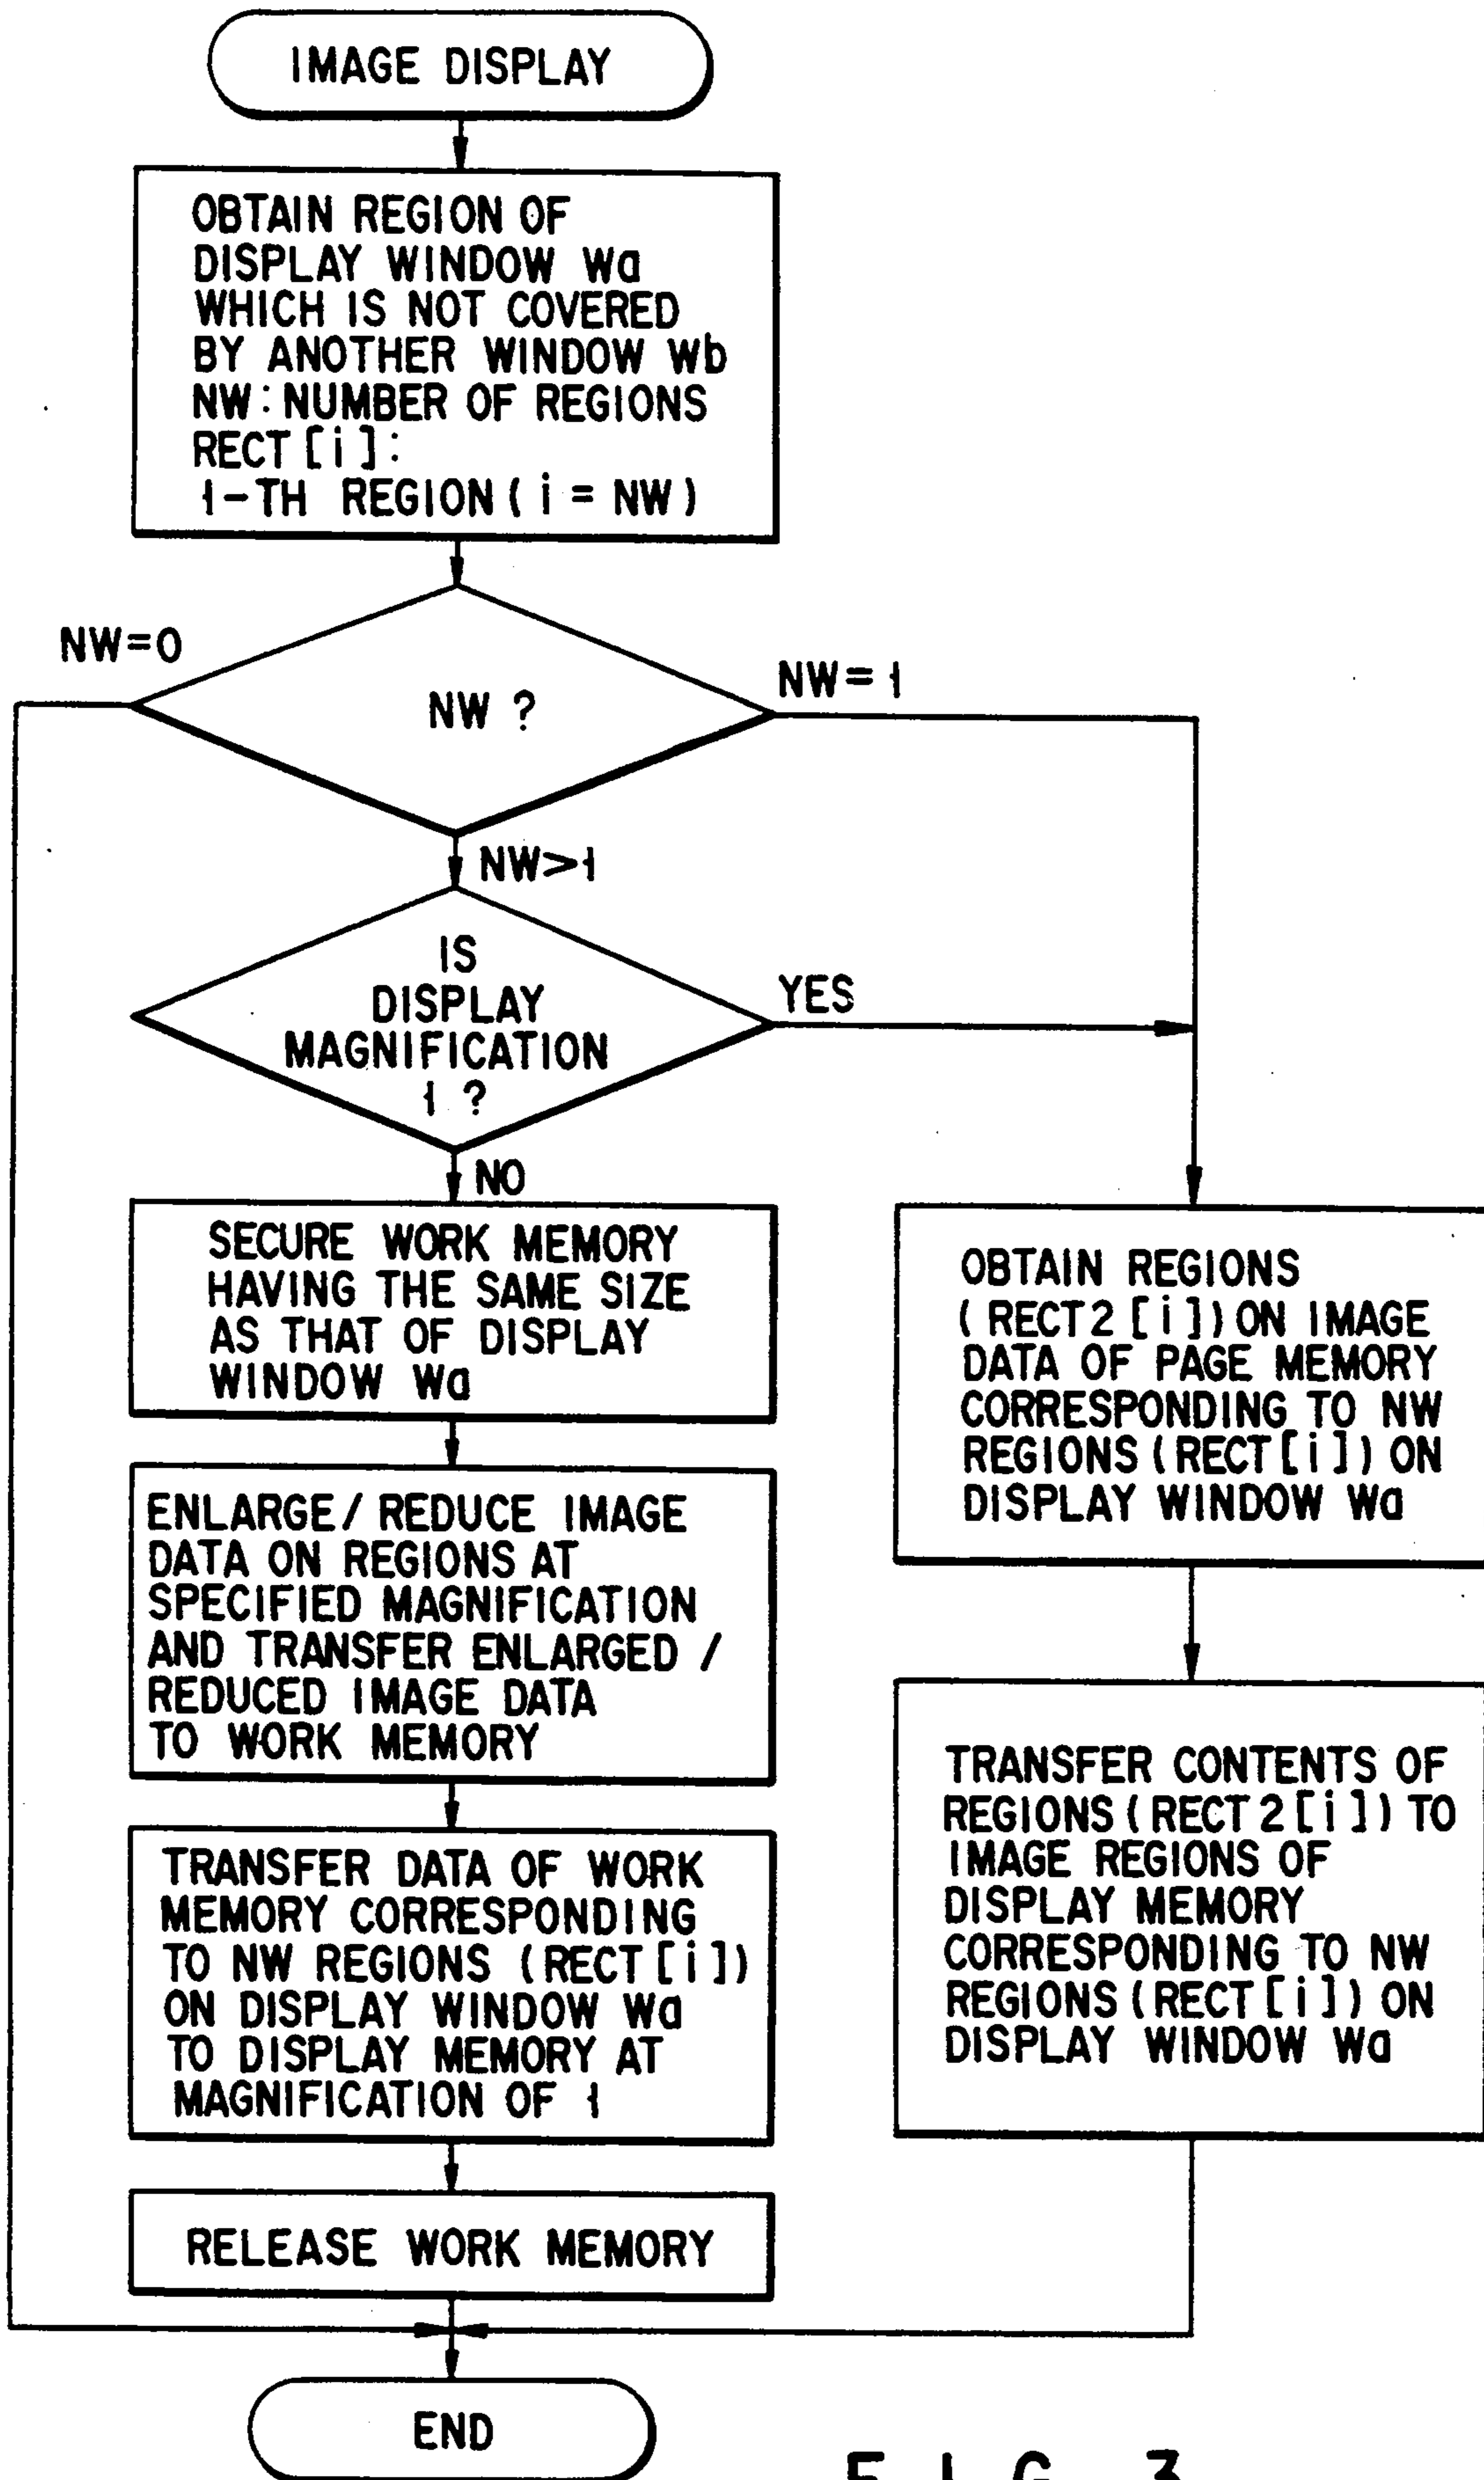 IMAGE DISPLAY
OBTAIN REGION OF
DISPLAY WINDOW Wa
WHICH IS NOT COVERED
BY ANOTHER WINDOW Wb
NW : NUMBER OF REGIONS
RECT [i] :
1-TH REGION ( i = NW )
NW=0
NW ?
NW=1
NW>1
IS
DISPLAY
MAGNIFICATION
1 ?
YES
NO
SECURE WORK MEMORY
HAVING THE SAME SIZE
AS THAT OF DISPLAY
WINDOW Wa
ENLARGE / REDUCE IMAGE
DATA ON REGIONS AT
SPECIFIED MAGNIFICATION
AND TRANSFER ENLARGED /
REDUCED IMAGE DATA
TO WORK MEMORY
TRANSFER DATA OF WORK
MEMORY CORRESPONDING
TO NW REGIONS (RECT [i])
ON DISPLAY WINDOW Wa
TO DISPLAY MEMORY AT
MAGNIFICATION OF 1
RELEASE WORK MEMORY
OBTAIN REGIONS
(RECT2 [i]) ON IMAGE
DATA OF PAGE MEMORY
CORRESPONDING TO NW
REGIONS (RECT [i]) ON
DISPLAY WINDOW Wa
TRANSFER CONTENTS OF
REGIONS (RECT2 [i]) TO
IMAGE REGIONS OF
DISPLAY MEMORY
CORRESPONDING TO NW
REGIONS (RECT [i]) ON
DISPLAY WINDOW Wa
END
FIG. 3